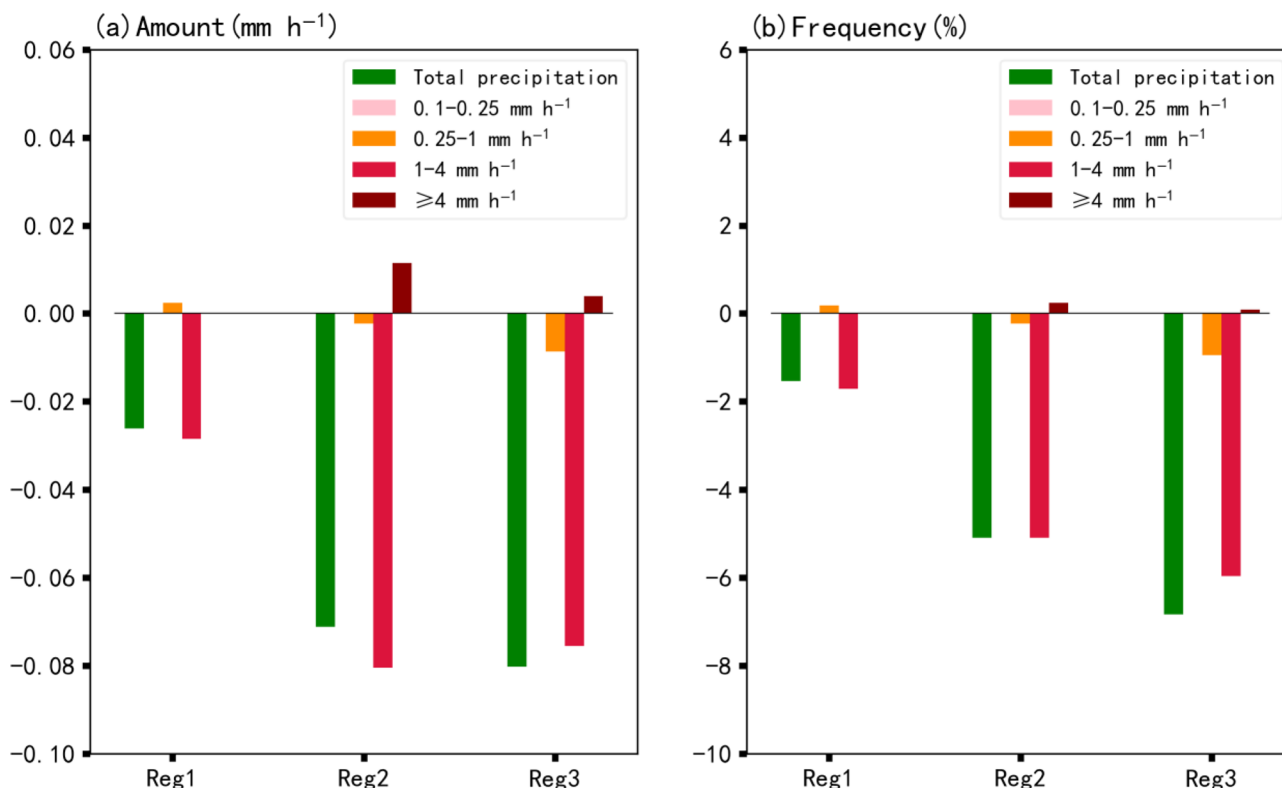 (a)Amount(mm h⁻¹)
0.06
0.04
0.02
0.00
−0.02
−0.04
−0.06
−0.08
−0.10
Total precipitation
0.1−0.25 mm h⁻¹
0.25−1 mm h⁻¹
1−4 mm h⁻¹
⩾4 mm h⁻¹
Reg1 Reg2 Reg3
(b)Frequency(%)
6
4
2
0
−2
−4
−6
−8
−10
Total precipitation
0.1−0.25 mm h⁻¹
0.25−1 mm h⁻¹
1−4 mm h⁻¹
⩾4 mm h⁻¹
Reg1 Reg2 Reg3